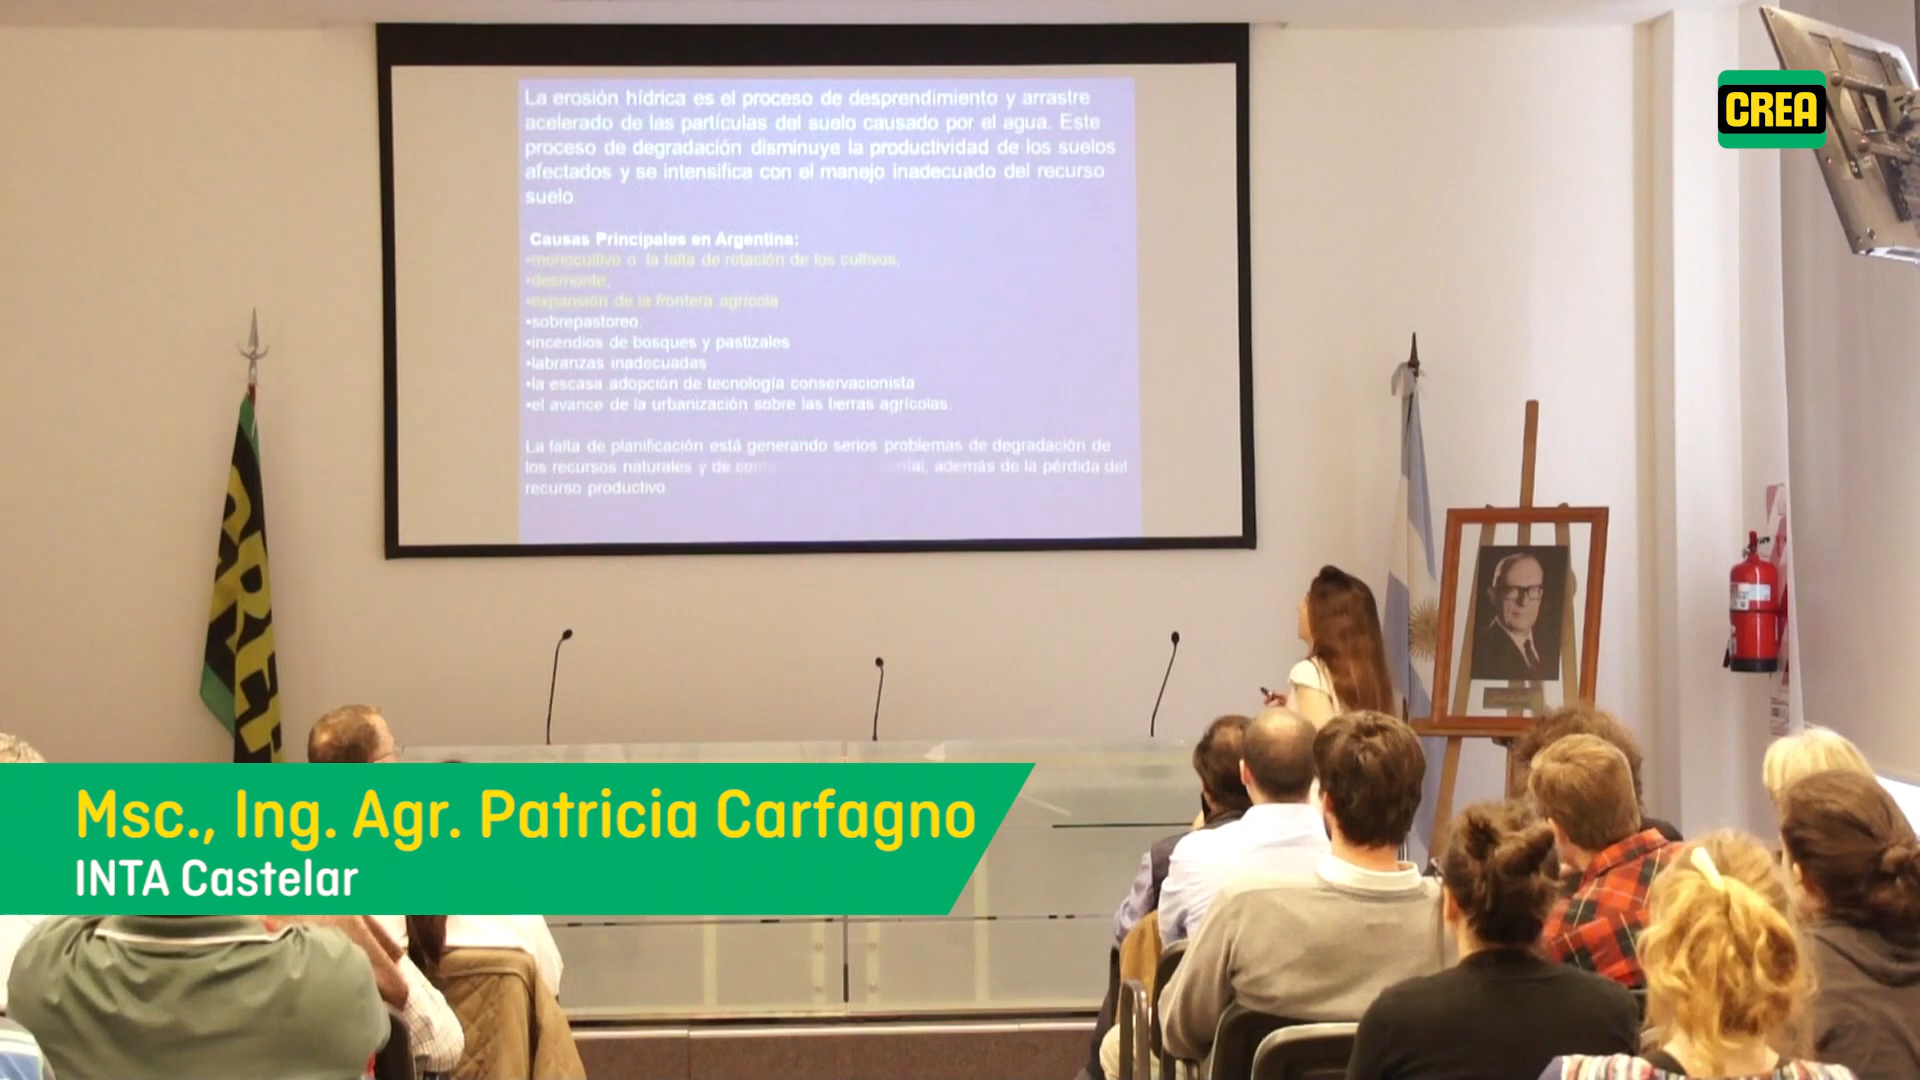 La erosión hídrica es el proceso de desprendimiento y arrastre
acelerado de las partículas del suelo causado por el agua. Este
proceso de degradación disminuye la productividad de los suelos
afectados y se intensifica con el manejo inadecuado del recurso
suelo.
Causas Principales en Argentina:
•monocultivo o la falta de rotación de los cultivos,
•desmonte,
•expansión de la frontera agrícola
•sobrepastoreo
•incendios de bosques y pastizales
•labranzas inadecuadas
•la escasa adopción de tecnología conservacionista
•el avance de la urbanización sobre las tierras agrícolas.
La falta de planificación está generando serios problemas de degradación de
los recursos naturales y de además de la pérdida del
recurso productivo
CREA
CREA
Msc., Ing. Agr. Patricia Carfagno
INTA Castelar